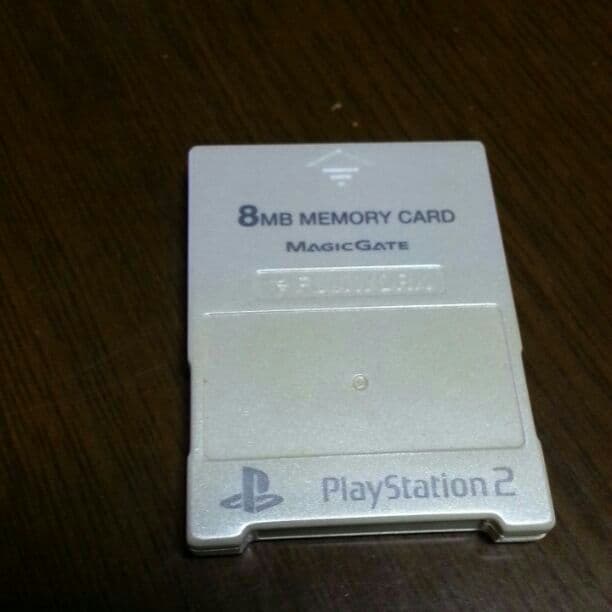 8MB MEMORY CARD
MAGICGATE
PlayStation 2